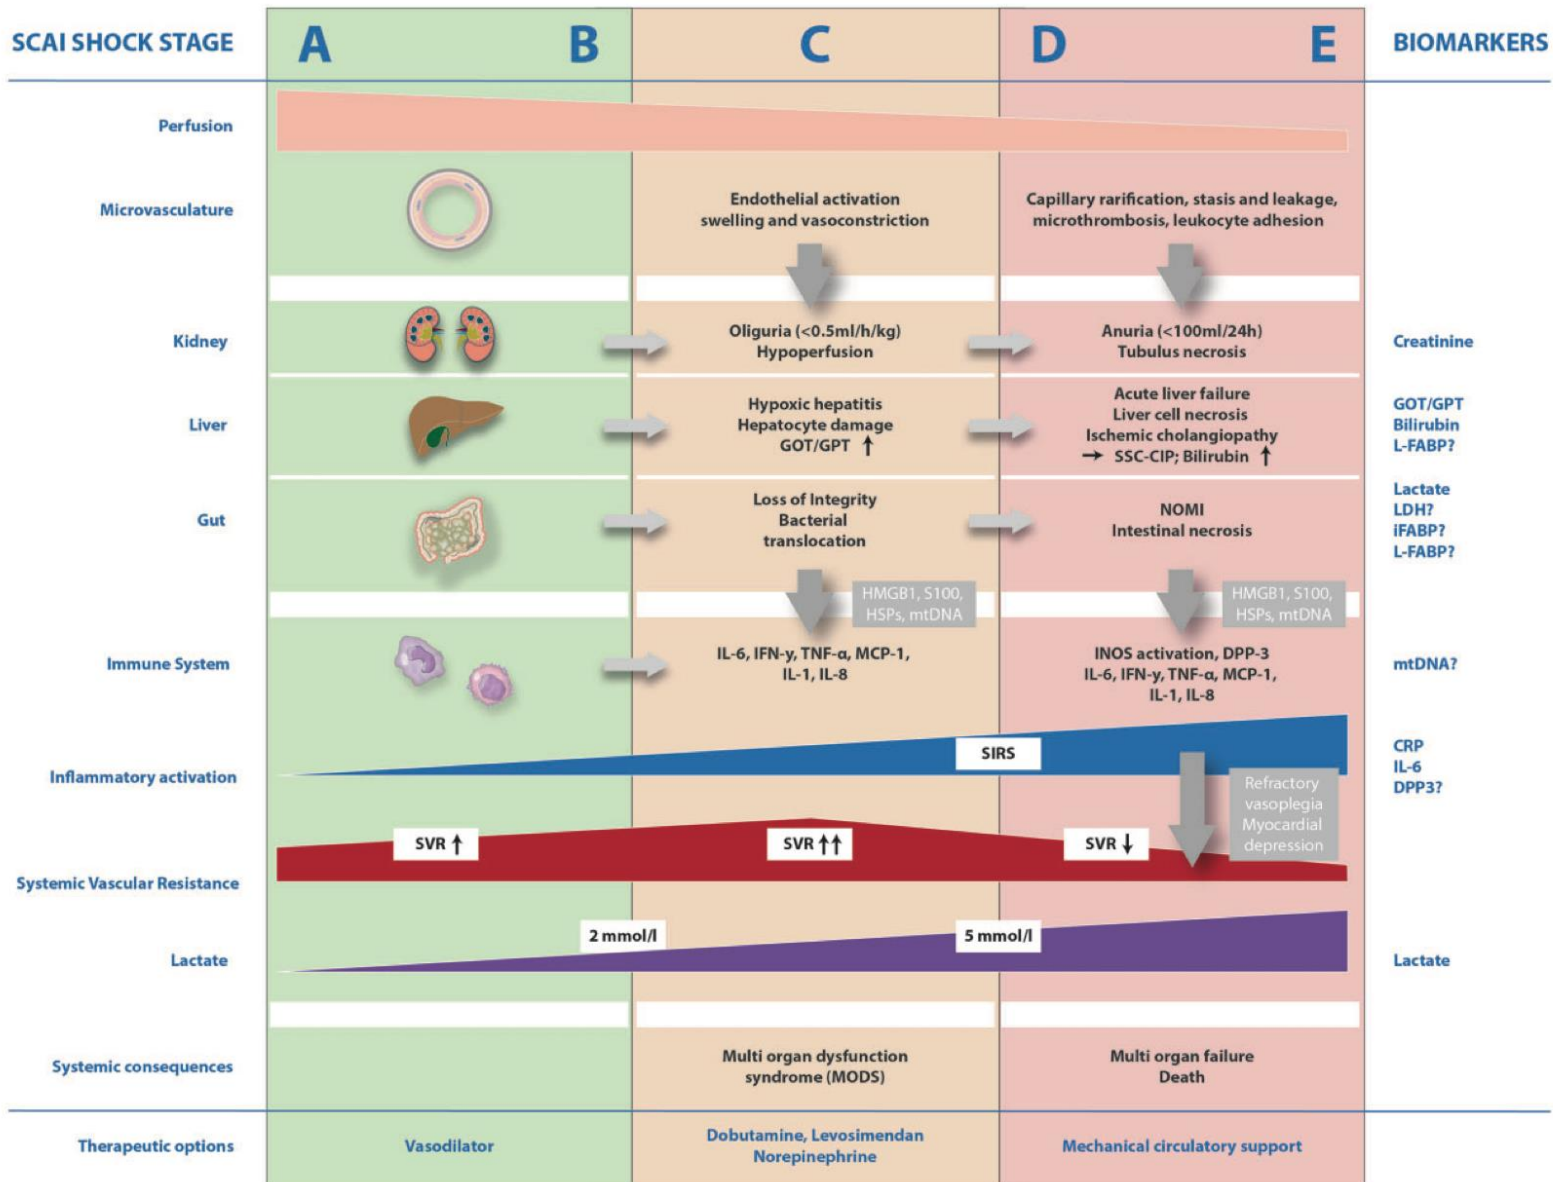 SCAI SHOCK STAGE
A
B
C
D
E
BIOMARKERS
Perfusion
Microvasculature
Endothelial activation
swelling and vasoconstriction
Capillary rarification, stasis and leakage,
microthrombosis, leukocyte adhesion
Kidney
Oliguria (<0.5ml/h/kg)
Hypoperfusion
Anuria (<100ml/24h)
Tubulus necrosis
Creatinine
Liver
Hypoxic hepatitis
Hepatocyte damage
GOT/GPT ↑
Acute liver failure
Liver cell necrosis
Ischemic cholangiopathy
→ SSC-CIP; Bilirubin ↑
GOT/GPT
Bilirubin
L-FABP?
Gut
Loss of Integrity
Bacterial
translocation
NOMI
Intestinal necrosis
Lactate
LDH?
iFABP?
L-FABP?
HMGB1, S100,
HSPs, mtDNA
HMGB1, S100,
HSPs, mtDNA
Immune System
IL-6, IFN-y, TNF-α, MCP-1,
IL-1, IL-8
INOS activation, DPP-3
IL-6, IFN-y, TNF-α, MCP-1,
IL-1, IL-8
mtDNA?
Inflammatory activation
SIRS
CRP
IL-6
DPP3?
Refractory
vasoplegia
Myocardial
depression
Systemic Vascular Resistance
SVR ↑
SVR ↑↑
SVR ↓
Lactate
2 mmol/l
5 mmol/l
Lactate
Systemic consequences
Multi organ dysfunction
syndrome (MODS)
Multi organ failure
Death
Therapeutic options
Vasodilator
Dobutamine, Levosimendan
Norepinephrine
Mechanical circulatory support